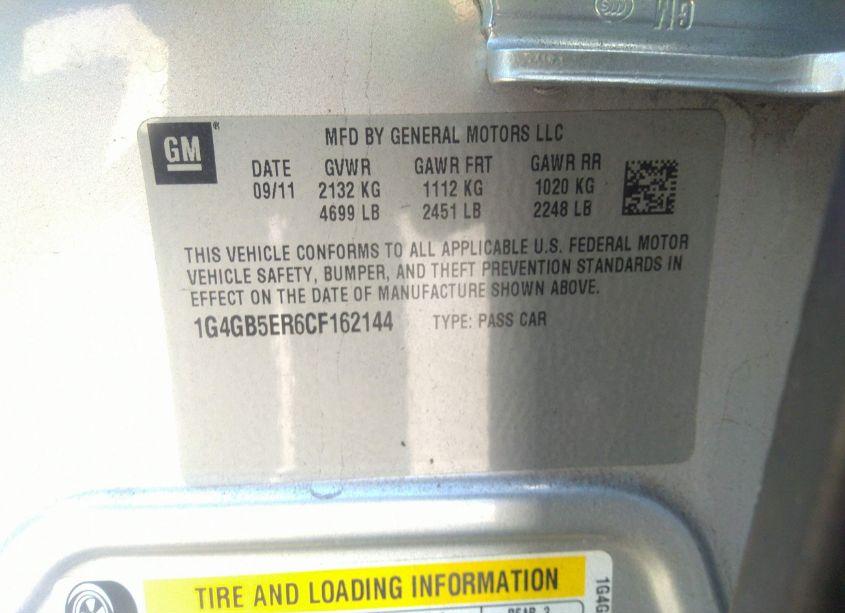 GM
GM®
MFD BY GENERAL MOTORS LLC
DATE GVWR GAWR FRT GAWR RR
09/11 2132 KG 1112 KG 1020 KG
4699 LB 2451 LB 2248 LB
THIS VEHICLE CONFORMS TO ALL APPLICABLE U.S. FEDERAL MOTOR
VEHICLE SAFETY, BUMPER, AND THEFT PREVENTION STANDARDS IN
EFFECT ON THE DATE OF MANUFACTURE SHOWN ABOVE.
1G4GB5ER6CF162144 TYPE: PASS CAR
TIRE AND LOADING INFORMATION
1G4G